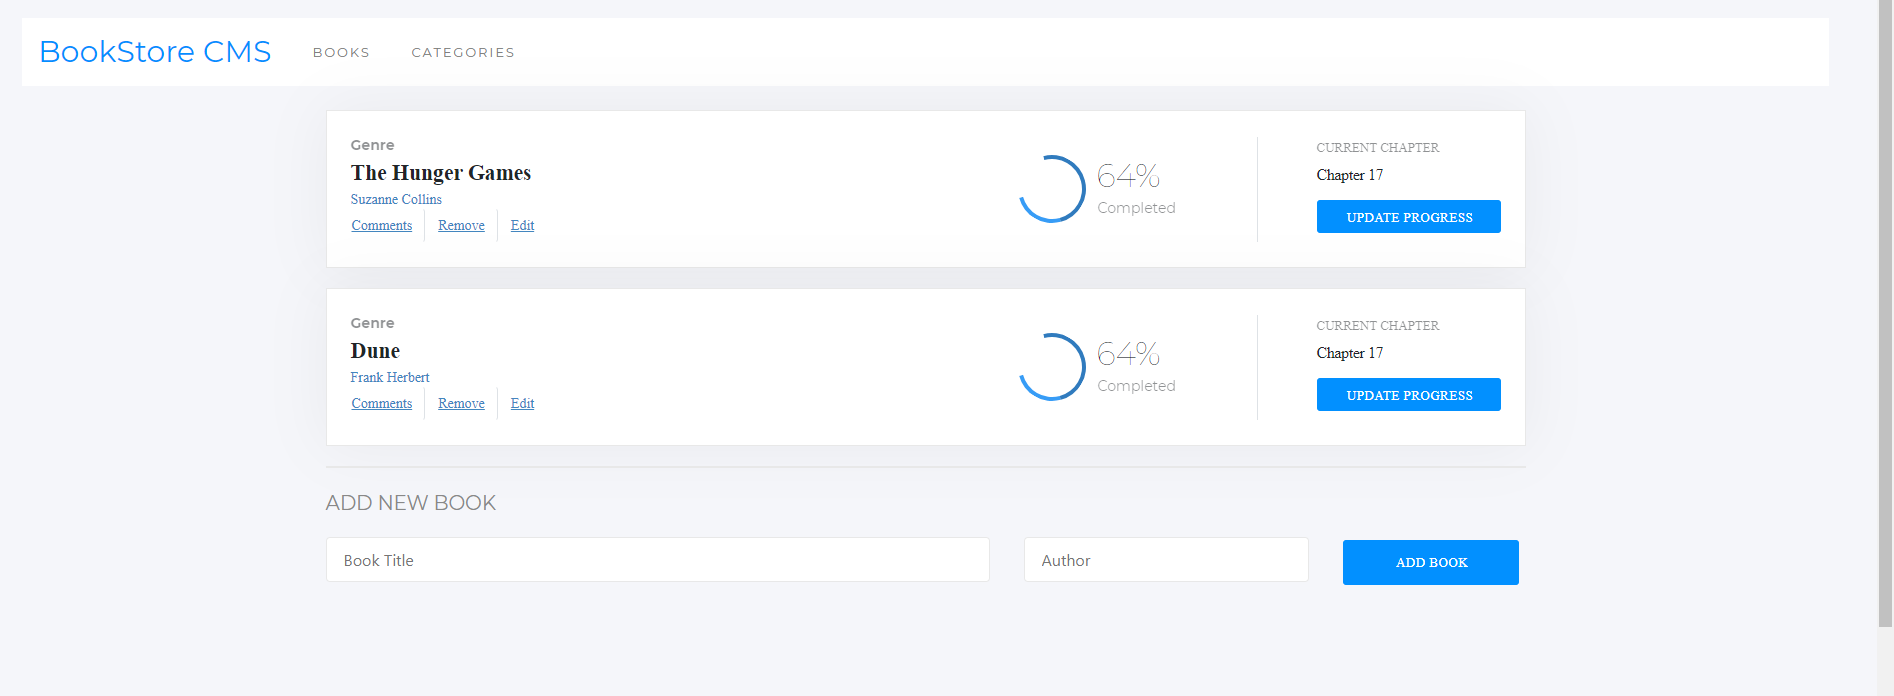 BookStore CMS BOOKS CATEGORIES
Genre
The Hunger Games
Suzanne Collins
Comments Remove Edit
64%
Completed
CURRENT CHAPTER
Chapter 17
UPDATE PROGRESS
Genre
Dune
Frank Herbert
Comments Remove Edit
64%
Completed
CURRENT CHAPTER
Chapter 17
UPDATE PROGRESS
ADD NEW BOOK
Book Title Author ADD BOOK